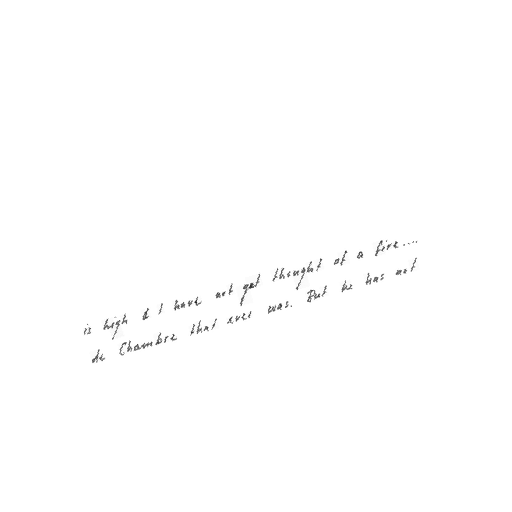 is high & I have not yet thought of a fire....
de Chambre that ever was. But he has not